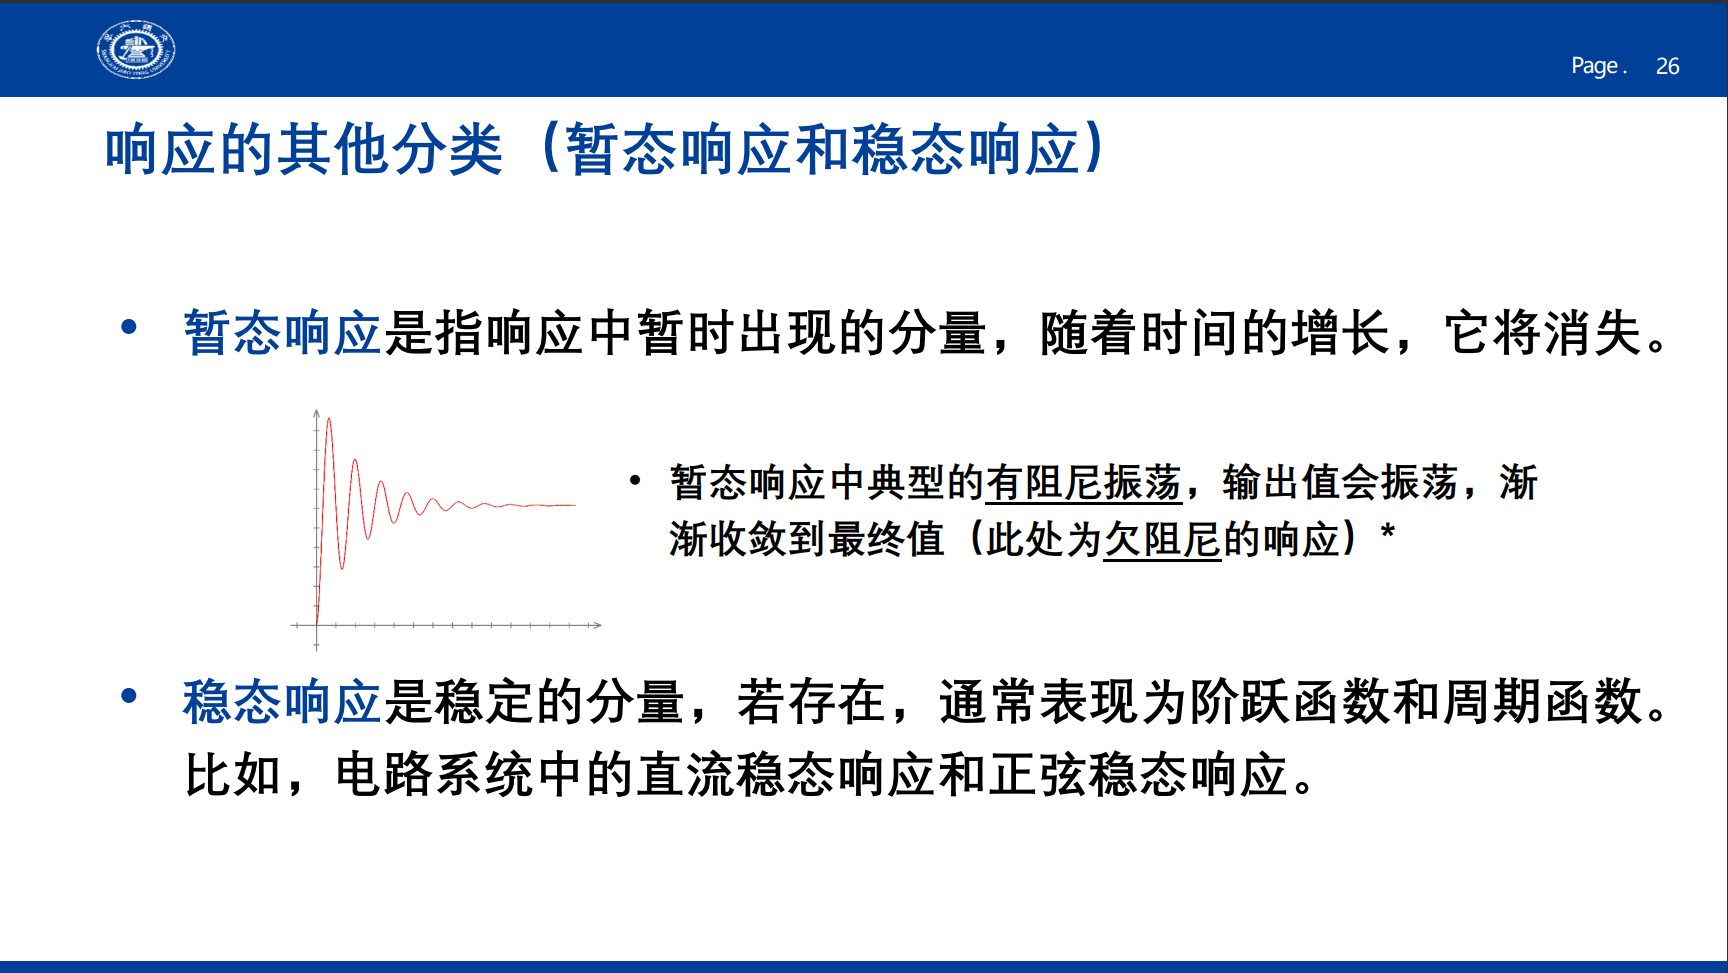 Page . 26
响应的其他分类（暂态响应和稳态响应）
• 暂态响应是指响应中暂时出现的分量，随着时间的增长，它将消失。
• 暂态响应中典型的有阻尼振荡，输出值会振荡，渐
渐收敛到最终值（此处为欠阻尼的响应）*
• 稳态响应是稳定的分量，若存在，通常表现为阶跃函数和周期函数。
比如，电路系统中的直流稳态响应和正弦稳态响应。